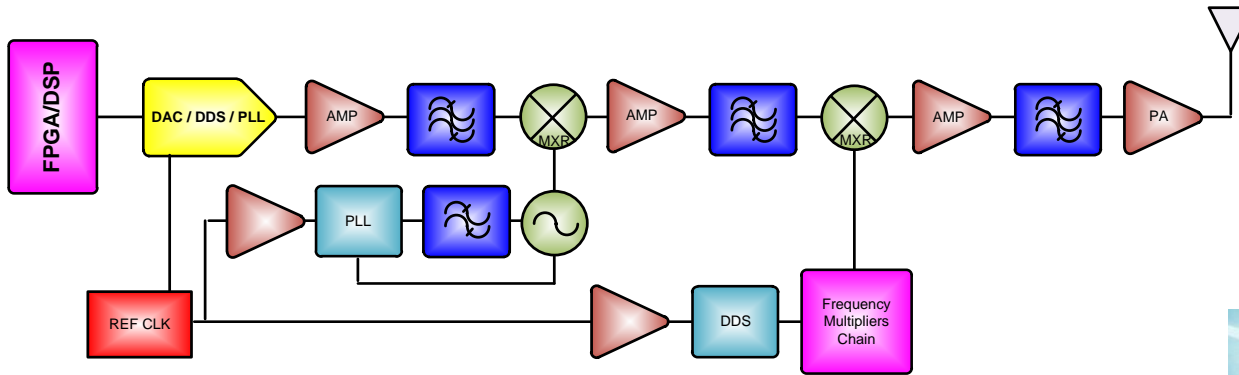 FPGA/DSP
DAC / DDS / PLL
AMP
MXR
AMP
MXR
AMP
PA
PLL
REF CLK
DDS
Frequency
Multipliers
Chain